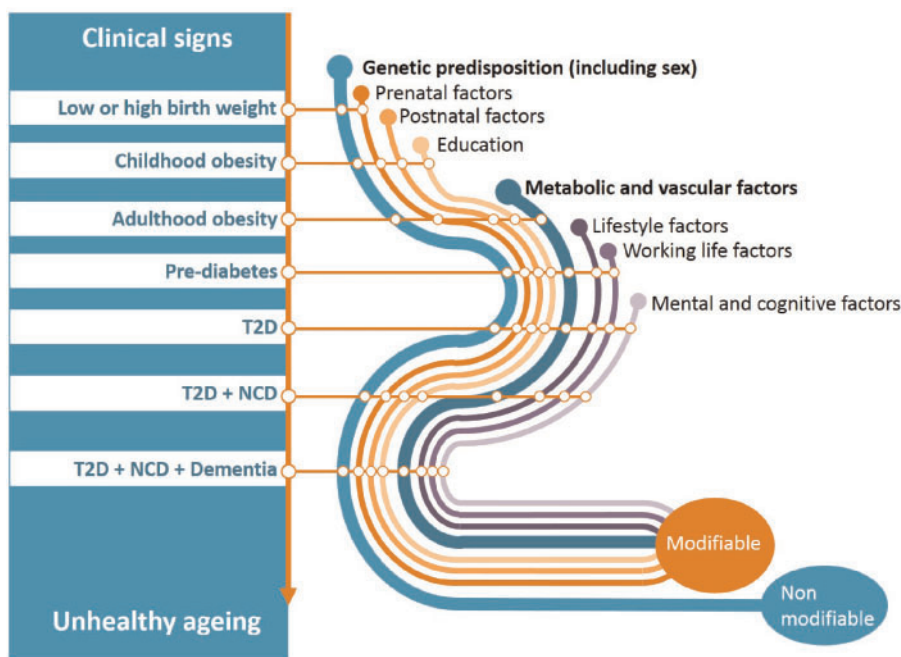 Clinical signs
Genetic predisposition (including sex)
Prenatal factors
Low or high birth weight
Postnatal factors
Education
Childhood obesity
Metabolic and vascular factors
Adulthood obesity
Lifestyle factors
Working life factors
Pre-diabetes
Mental and cognitive factors
T2D
T2D + NCD
T2D + NCD + Dementia
Modifiable
Non
modifiable
Unhealthy ageing